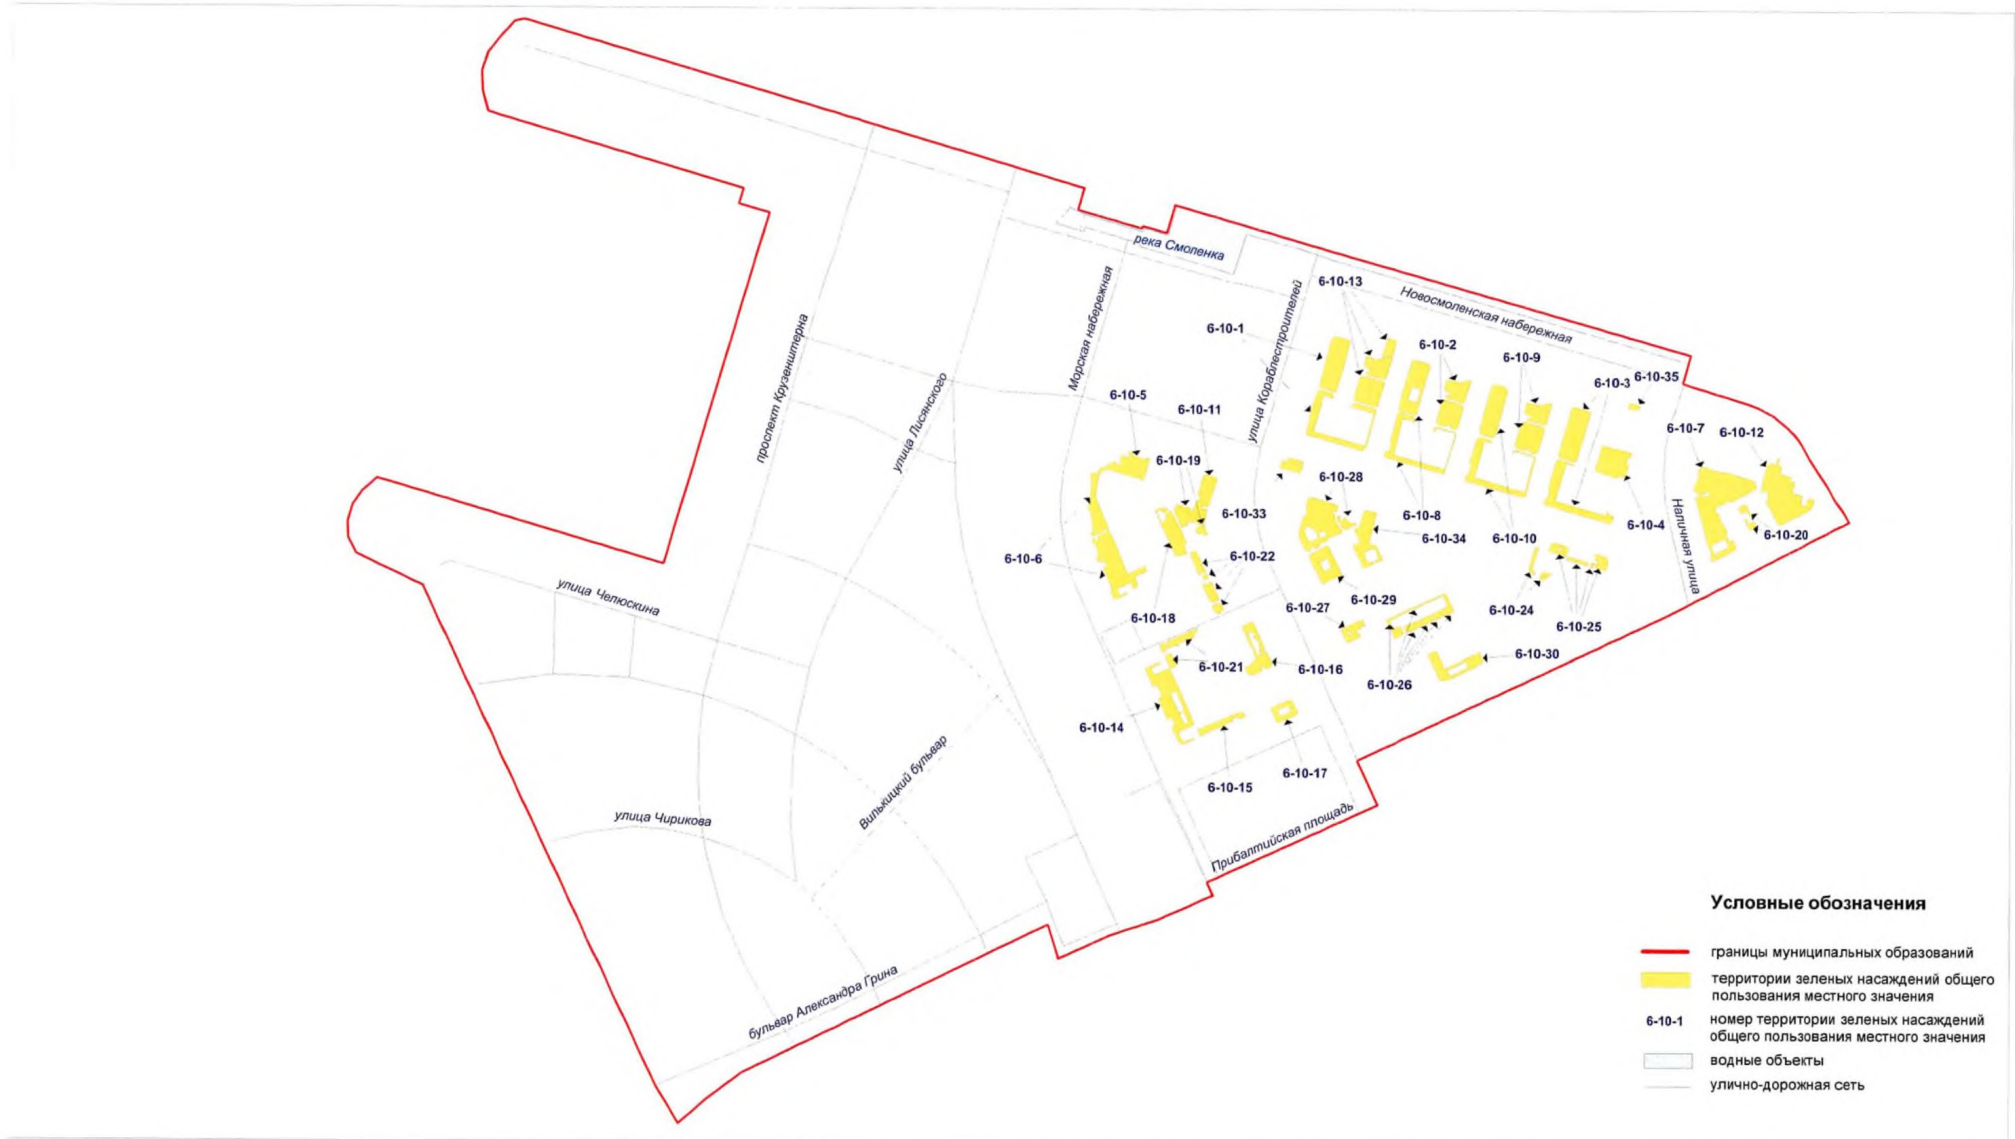 река Смоленка
Новосмоленская набережная
Морская набережная
улица Кораблестроителей
проспект Крузенштерна
улица Лисянского
Наличная улица
улица Челюскина
улица Чирикова
Вилькицкий бульвар
бульвар Александра Грина
Прибалтийская площадь
6-10-13
6-10-1
6-10-2
6-10-9
6-10-3
6-10-35
6-10-5
6-10-11
6-10-7
6-10-12
6-10-19
6-10-28
6-10-33
6-10-8
6-10-4
6-10-34
6-10-10
6-10-20
6-10-6
6-10-22
6-10-18
6-10-27
6-10-29
6-10-24
6-10-25
6-10-21
6-10-16
6-10-26
6-10-30
6-10-14
6-10-15
6-10-17
Условные обозначения
границы муниципальных образований
территории зеленых насаждений общего
пользования местного значения
6-10-1 номер территории зеленых насаждений
общего пользования местного значения
водные объекты
улично-дорожная сеть